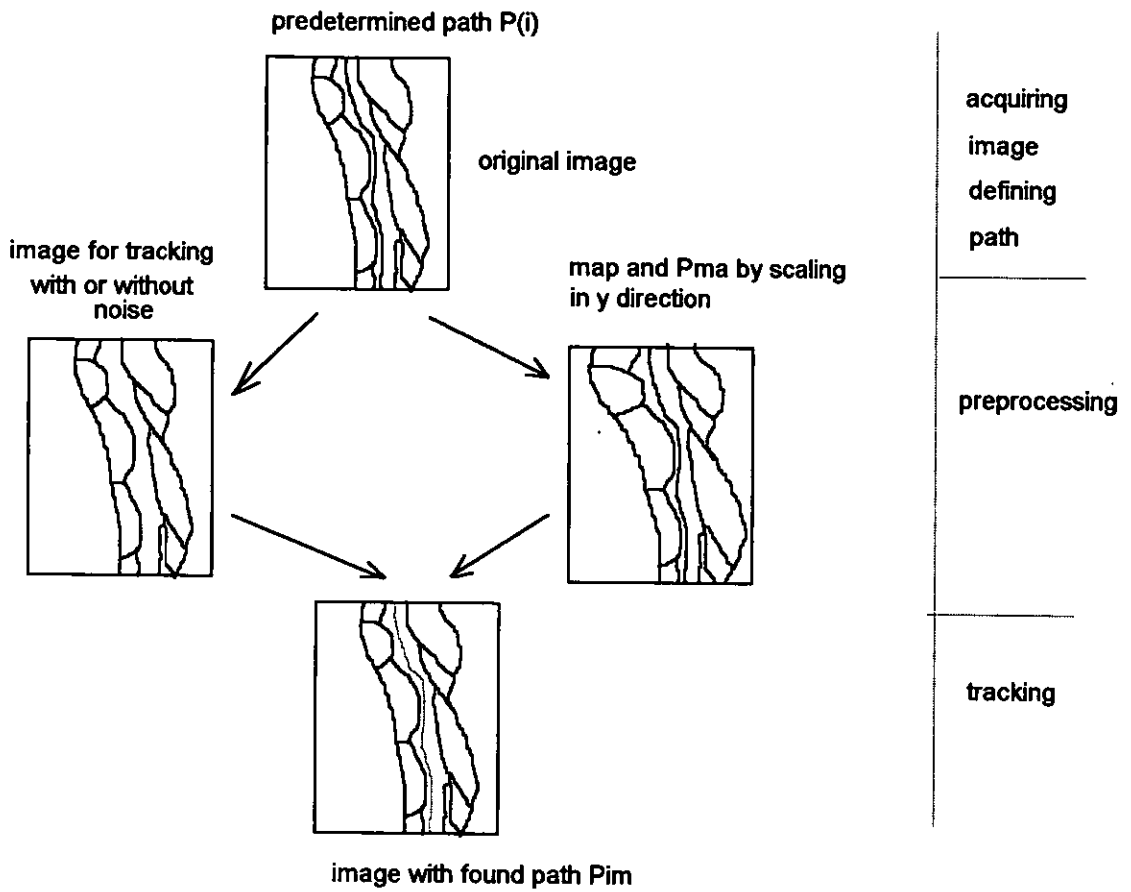 predetermined path P(i)
original image
image for tracking
with or without
noise
map and Pma by scaling
in y direction
image with found path Pim
acquiring
image
defining
path
preprocessing
tracking